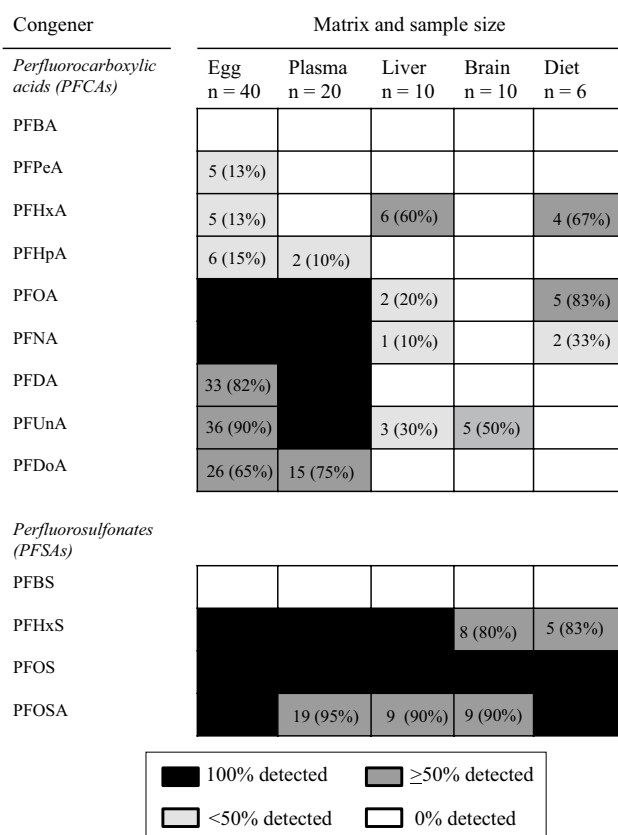 Congener Matrix and sample size
Perfluorocarboxylic acids (PFCAs) Egg n = 40 Plasma n = 20 Liver n = 10 Brain n = 10 Diet n = 6
PFBA
PFPeA 5 (13%)
PFHxA 5 (13%) 6 (60%) 4 (67%)
PFHpA 6 (15%) 2 (10%)
PFOA 2 (20%) 5 (83%)
PFNA 1 (10%) 2 (33%)
PFDA 33 (82%)
PFUnA 36 (90%) 3 (30%) 5 (50%)
PFDoA 26 (65%) 15 (75%)
Perfluorosulfonates
(PFSAs)
PFBS
PFHxS 8 (80%) 5 (83%)
PFOS
PFOSA 19 (95%) 9 (90%) 9 (90%)
100% detected ≥50% detected
<50% detected 0% detected